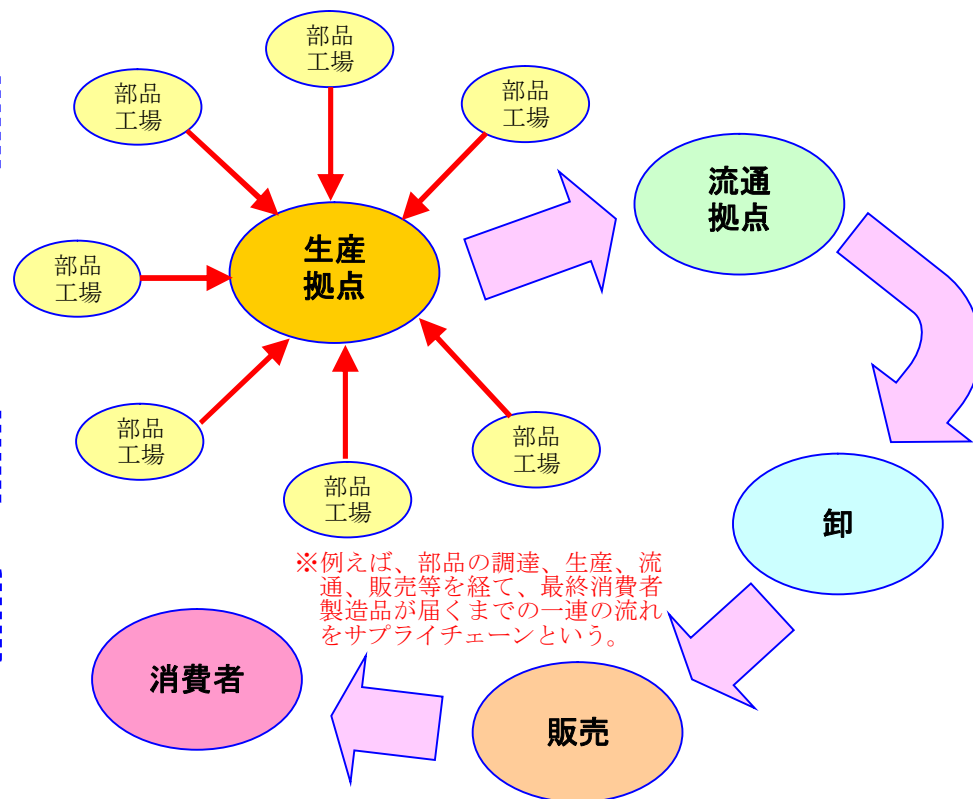 部品
工場
部品
工場
部品
工場
流通
拠点
生産
拠点
部品
工場
部品
工場
部品
工場
部品
工場
卸
※例えば、部品の調達、生産、流
通、販売等を経て、最終消費者
製造品が届くまでの一連の流れ
をサプライチェーンという。
消費者
販売